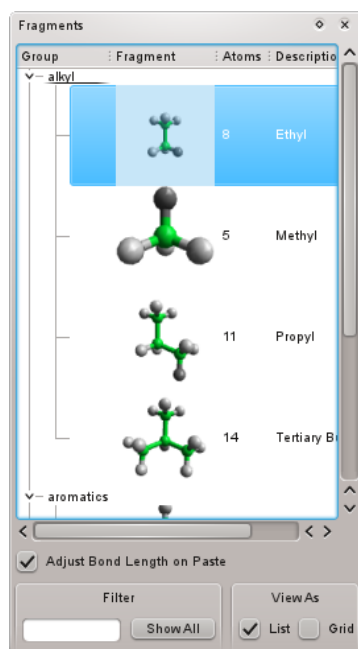 Fragments
Group Fragment Atoms Descriptio
alkyl
8 Ethyl
5 Methyl
11 Propyl
14 Tertiary Bu
aromatics
Adjust Bond Length on Paste
Filter View As
Show All List Grid